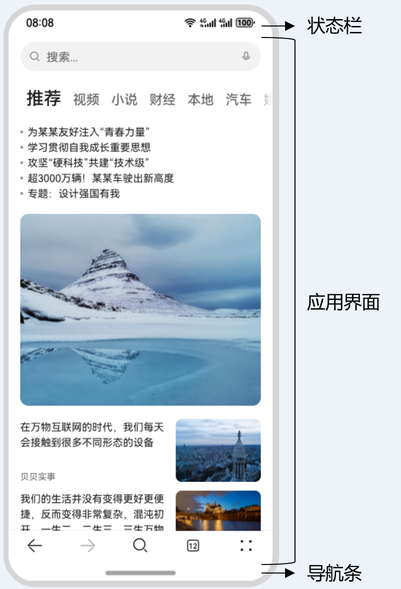 08:08
4G
4G
100
状态栏
搜索...
推荐 视频 小说 财经 本地 汽车
为某某友好注入“青春力量”
学习贯彻自我成长重要思想
攻坚“硬科技”共建“技术级”
超3000万辆！某某车驶出新高度
专题：设计强国有我
应用界面
在万物互联网的时代，我们每天
会接触到很多不同形态的设备
贝贝实事
我们的生活并没有变得更好更便
捷，反而变得非常复杂，混沌初
开，一生二，二生三，三生万物
12
导航条